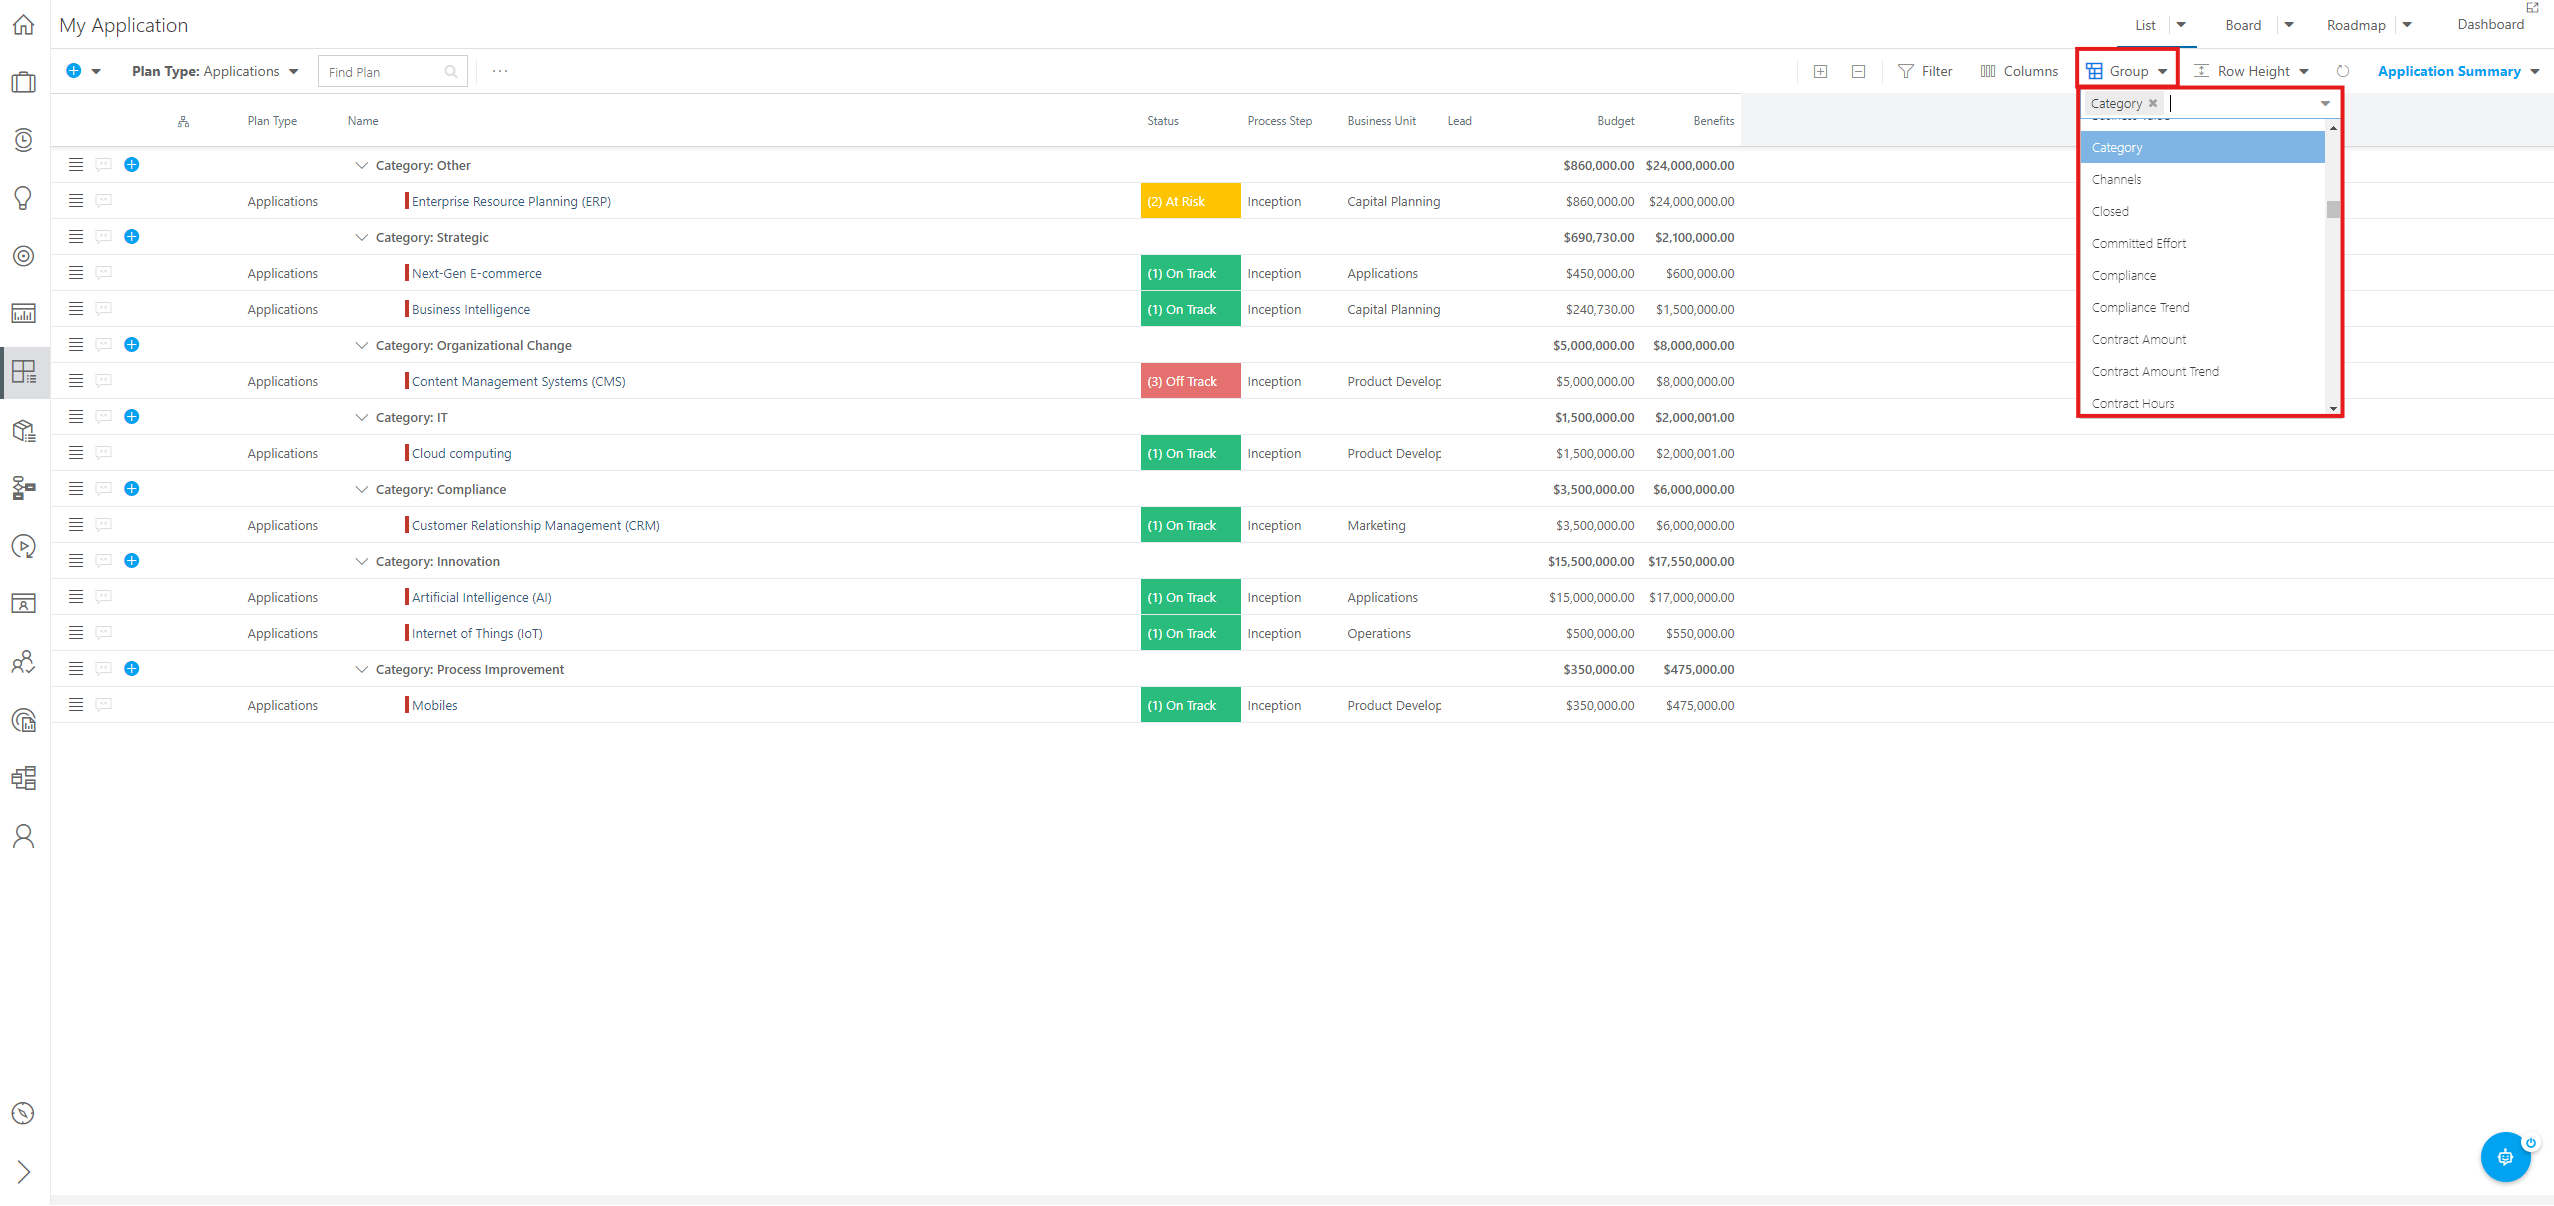 My Application
List Board Roadmap Dashboard
Plan Type: Applications Find Plan ... Filter Columns Group Row Height Application Summary
Category ×
Plan Type Name Status Process Step Business Unit Lead Budget Benefits
Category
Channels
Closed
Committed Effort
Compliance
Compliance Trend
Contract Amount
Contract Amount Trend
Contract Hours
Category: Other $860,000.00 $24,000,000.00
Applications Enterprise Resource Planning (ERP) (2) At Risk Inception Capital Planning $860,000.00 $24,000,000.00
Category: Strategic $690,730.00 $2,100,000.00
Applications Next-Gen E-commerce (1) On Track Inception Applications $450,000.00 $600,000.00
Applications Business Intelligence (1) On Track Inception Capital Planning $240,730.00 $1,500,000.00
Category: Organizational Change $5,000,000.00 $8,000,000.00
Applications Content Management Systems (CMS) (3) Off Track Inception Product Develop $5,000,000.00 $8,000,000.00
Category: IT $1,500,000.00 $2,000,001.00
Applications Cloud computing (1) On Track Inception Product Develop $1,500,000.00 $2,000,001.00
Category: Compliance $3,500,000.00 $6,000,000.00
Applications Customer Relationship Management (CRM) (1) On Track Inception Marketing $3,500,000.00 $6,000,000.00
Category: Innovation $15,500,000.00 $17,550,000.00
Applications Artificial Intelligence (AI) (1) On Track Inception Applications $15,000,000.00 $17,000,000.00
Applications Internet of Things (IoT) (1) On Track Inception Operations $500,000.00 $550,000.00
Category: Process Improvement $350,000.00 $475,000.00
Applications Mobiles (1) On Track Inception Product Develop $350,000.00 $475,000.00